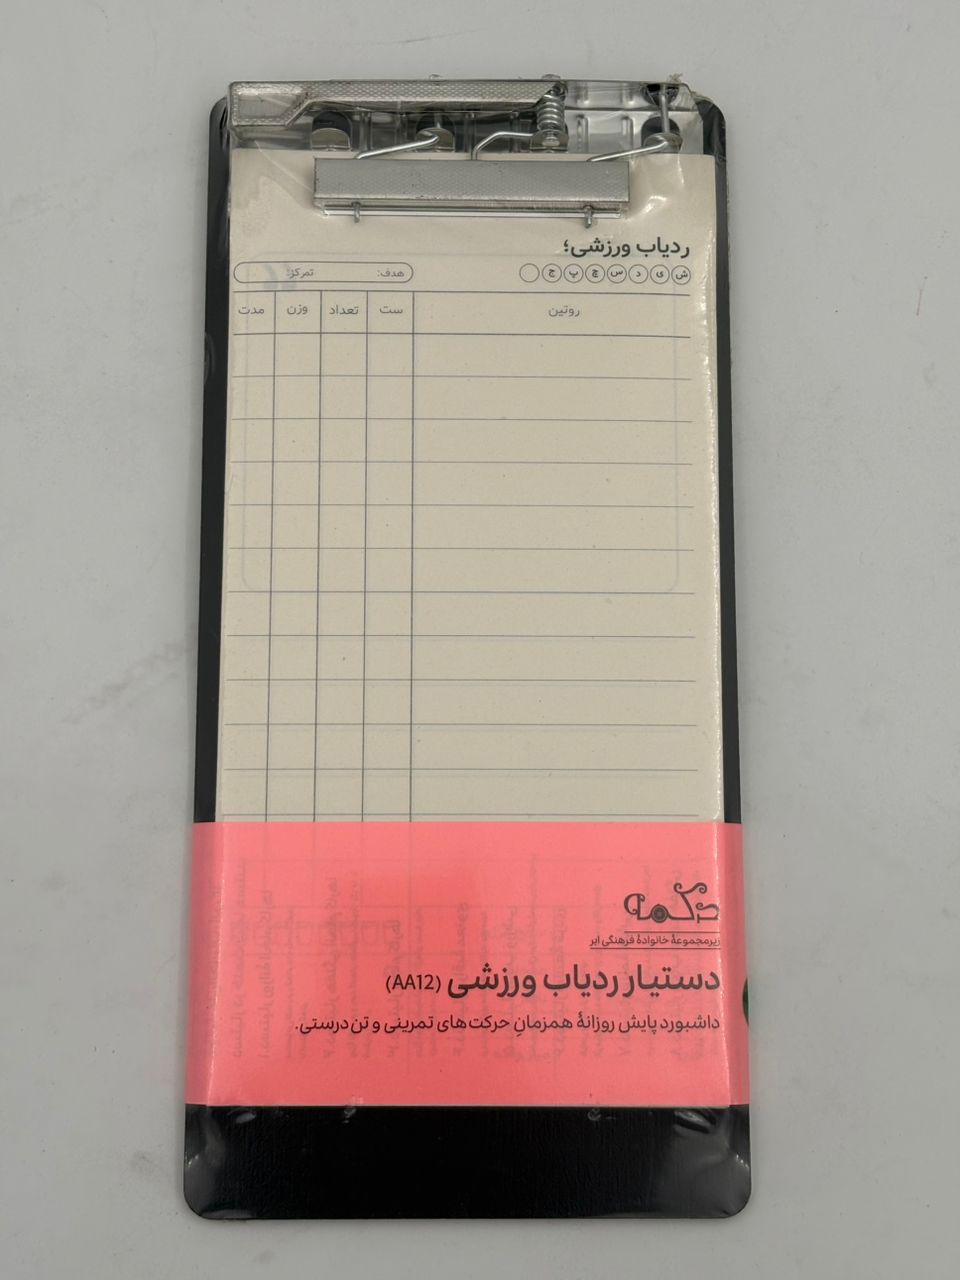 ردیاب ورزشی؛
ش ی د س چ پ ج
هدف: تمرکز:
روتین ست تعداد وزن مدت
دکمه
زیرمجموعهٔ خانوادهٔ فرهنگی ابر
دستیار ردیاب ورزشی (AA12)
داشبورد پایش روزانهٔ همزمانِ حرکت‌های تمرینی و تن‌درستی.